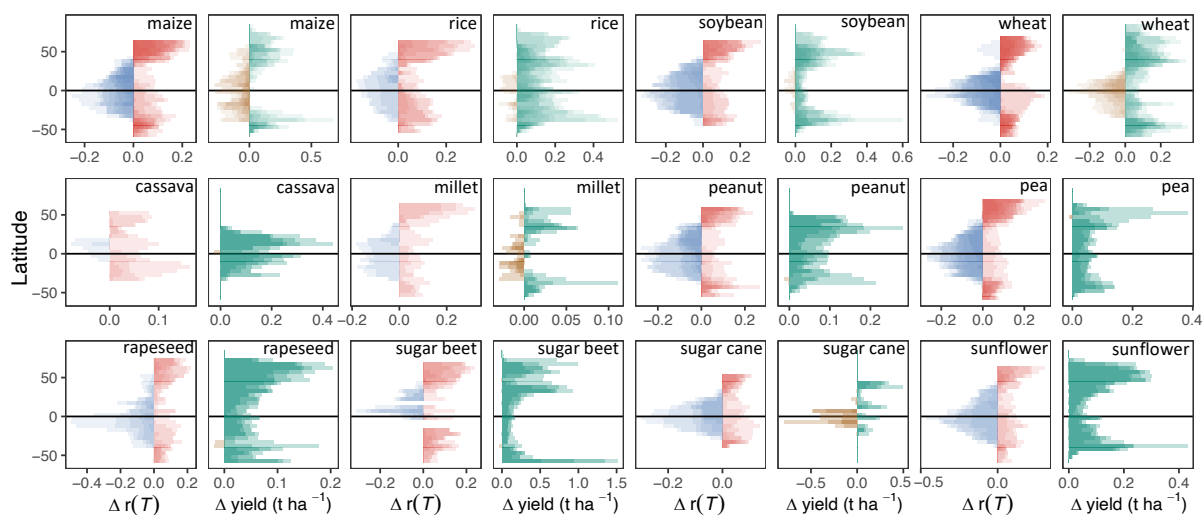 maize maize rice rice soybean soybean wheat wheat
50
0
−50
−0.2 0.0 0.2 0.0 0.3 0.6 0.0 0.2 0.0 0.2 0.4 −0.2 0.0 0.2 0.0 0.2 0.4 0.6 −0.2 0.0 0.2 −0.2 0.0 0.2
cassava cassava millet millet peanut peanut pea pea
Latitude
50
0
−50
0.0 0.1 0.0 0.2 0.4 −0.2 0.0 0.2 0.00 0.05 0.10 −0.2 0.0 0.2 0.0 0.1 0.2 −0.2 0.0 0.2 0.0 0.2 0.4
rapeseed rapeseed sugar beet sugar beet sugar cane sugar cane sunflower sunflower
50
0
−50
−0.4 −0.2 0.0 0.2 0.0 0.1 0.2 −0.2 0.0 0.2 0.0 0.5 1.0 1.5 −0.2 0.0 0.2 −0.5 0.0 0.5 −0.5 0.0 0.0 0.2 0.4
Δ r(T) Δ yield (t ha⁻¹) Δ r(T) Δ yield (t ha⁻¹) Δ r(T) Δ yield (t ha⁻¹) Δ r(T) Δ yield (t ha⁻¹)